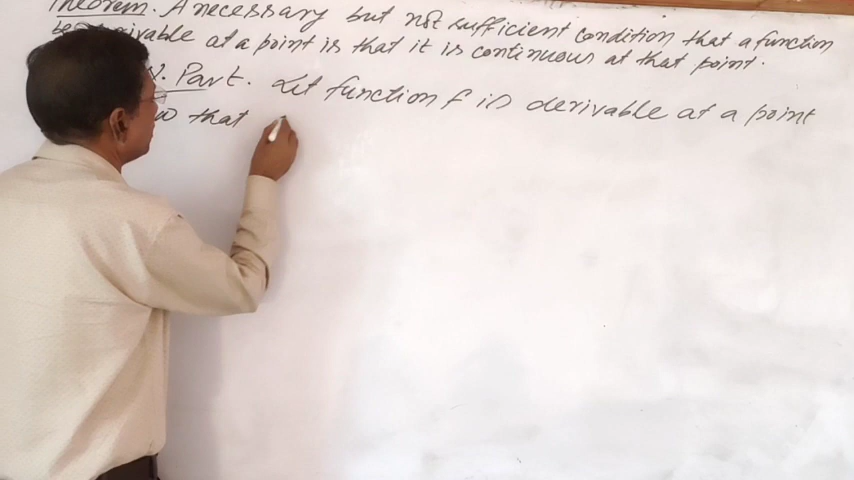 Theorem. A necessary but not sufficient condition that a function
be derivable at a point is that it is continuous at that point.
N. Part. Let function f is derivable at a point
that